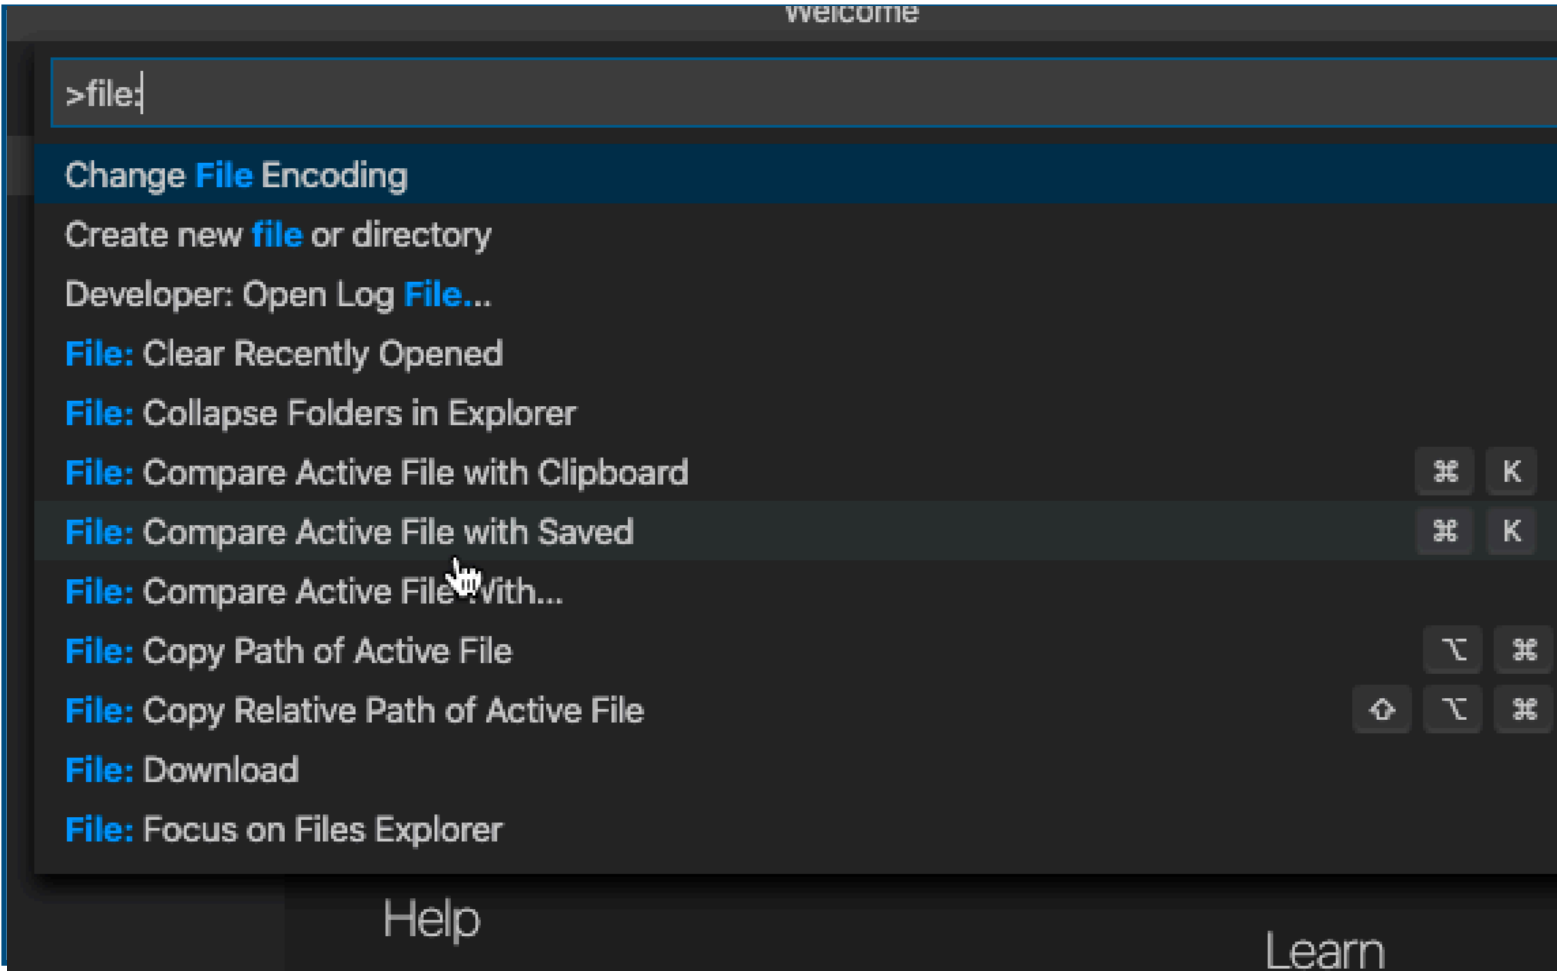 Welcome
>file:
Change File Encoding
Create new file or directory
Developer: Open Log File...
File: Clear Recently Opened
File: Collapse Folders in Explorer
File: Compare Active File with Clipboard ⌘ K
File: Compare Active File with Saved ⌘ K
File: Compare Active File With...
File: Copy Path of Active File ⌥ ⌘
File: Copy Relative Path of Active File ⇧ ⌥ ⌘
File: Download
File: Focus on Files Explorer
Help
Learn